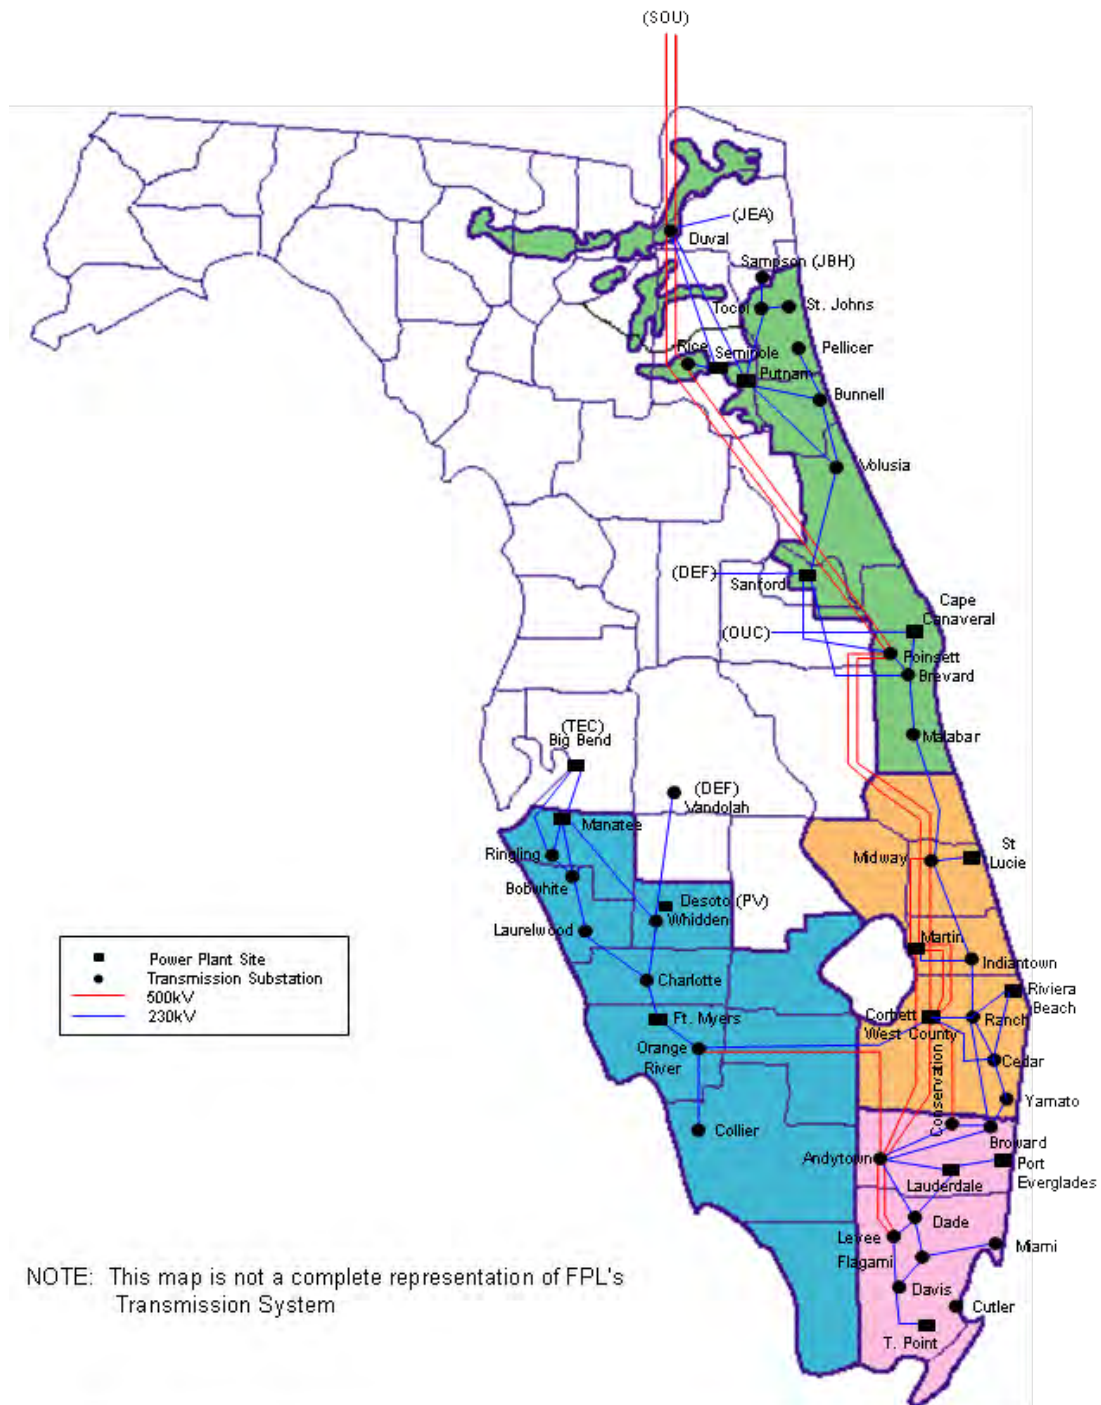 (SOU)
(JEA)
Duval
Sampson (JBH)
Tocoi
St. Johns
Rice
Seminole
Pellicer
Putnam
Bunnell
Volusia
(DEF)
Sanford
Cape
Canaveral
(OUC)
Poinsett
Brevard
Malabar
(TEC)
Big Bend
(DEF)
Vandolah
Manatee
Ringling
Bobwhite
Midway
St
Lucie
Desoto (PV)
Whidden
Laurelwood
Martin
Indiantown
Charlotte
Riviera
Beach
Ft. Myers
Corbett
West County
Ranch
Orange
River
Cedar
Conservation
Yamato
Collier
Broward
Andytown
Port
Everglades
Lauderdale
Dade
Levee
Flagami
Miami
Davis
Cutler
T. Point
Power Plant Site
Transmission Substation
500kV
230kV
NOTE: This map is not a complete representation of FPL's
Transmission System